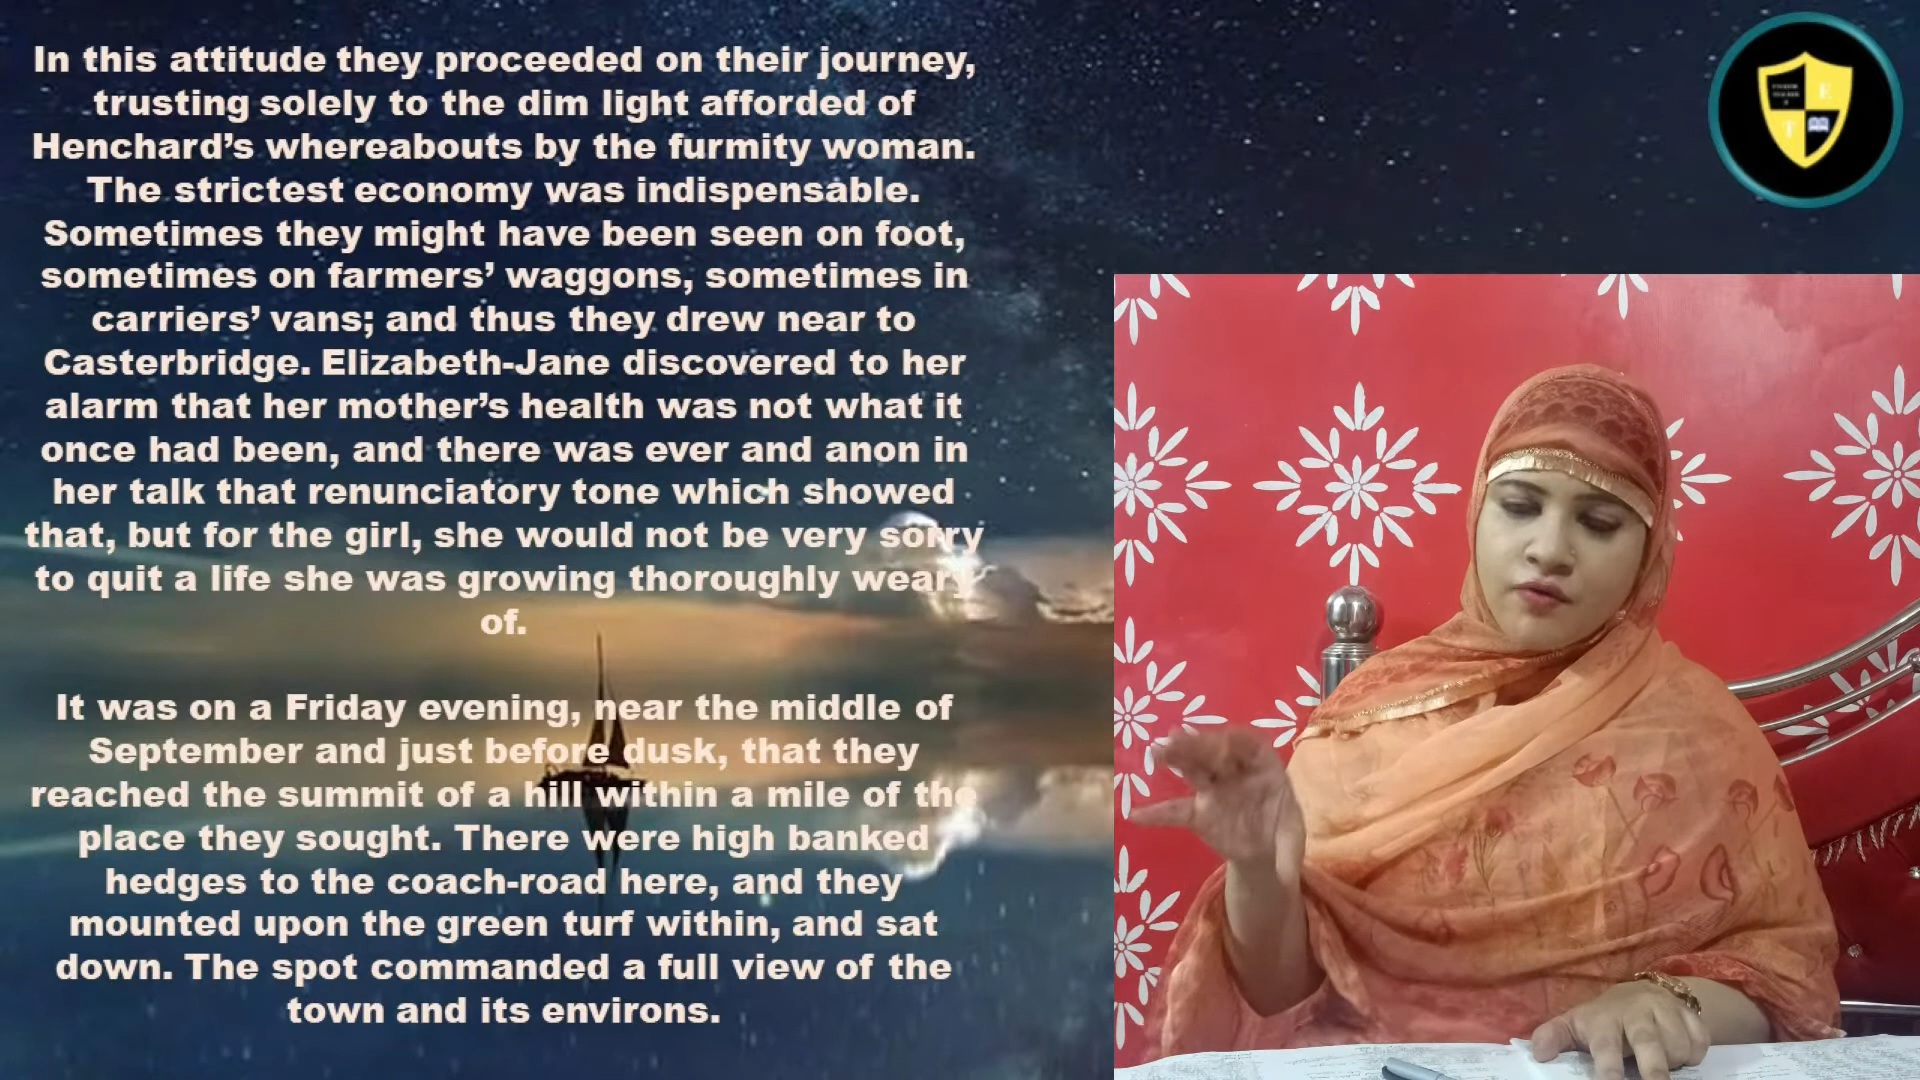 In this attitude they proceeded on their journey,
trusting solely to the dim light afforded of
Henchard’s whereabouts by the furmity woman.
The strictest economy was indispensable.
Sometimes they might have been seen on foot,
sometimes on farmers’ waggons, sometimes in
carriers’ vans; and thus they drew near to
Casterbridge. Elizabeth-Jane discovered to her
alarm that her mother’s health was not what it
once had been, and there was ever and anon in
her talk that renunciatory tone which showed
that, but for the girl, she would not be very sorry
to quit a life she was growing thoroughly weary
of.
It was on a Friday evening, near the middle of
September and just before dusk, that they
reached the summit of a hill within a mile of the
place they sought. There were high banked
hedges to the coach-road here, and they
mounted upon the green turf within, and sat
down. The spot commanded a full view of the
town and its environs.
E
T